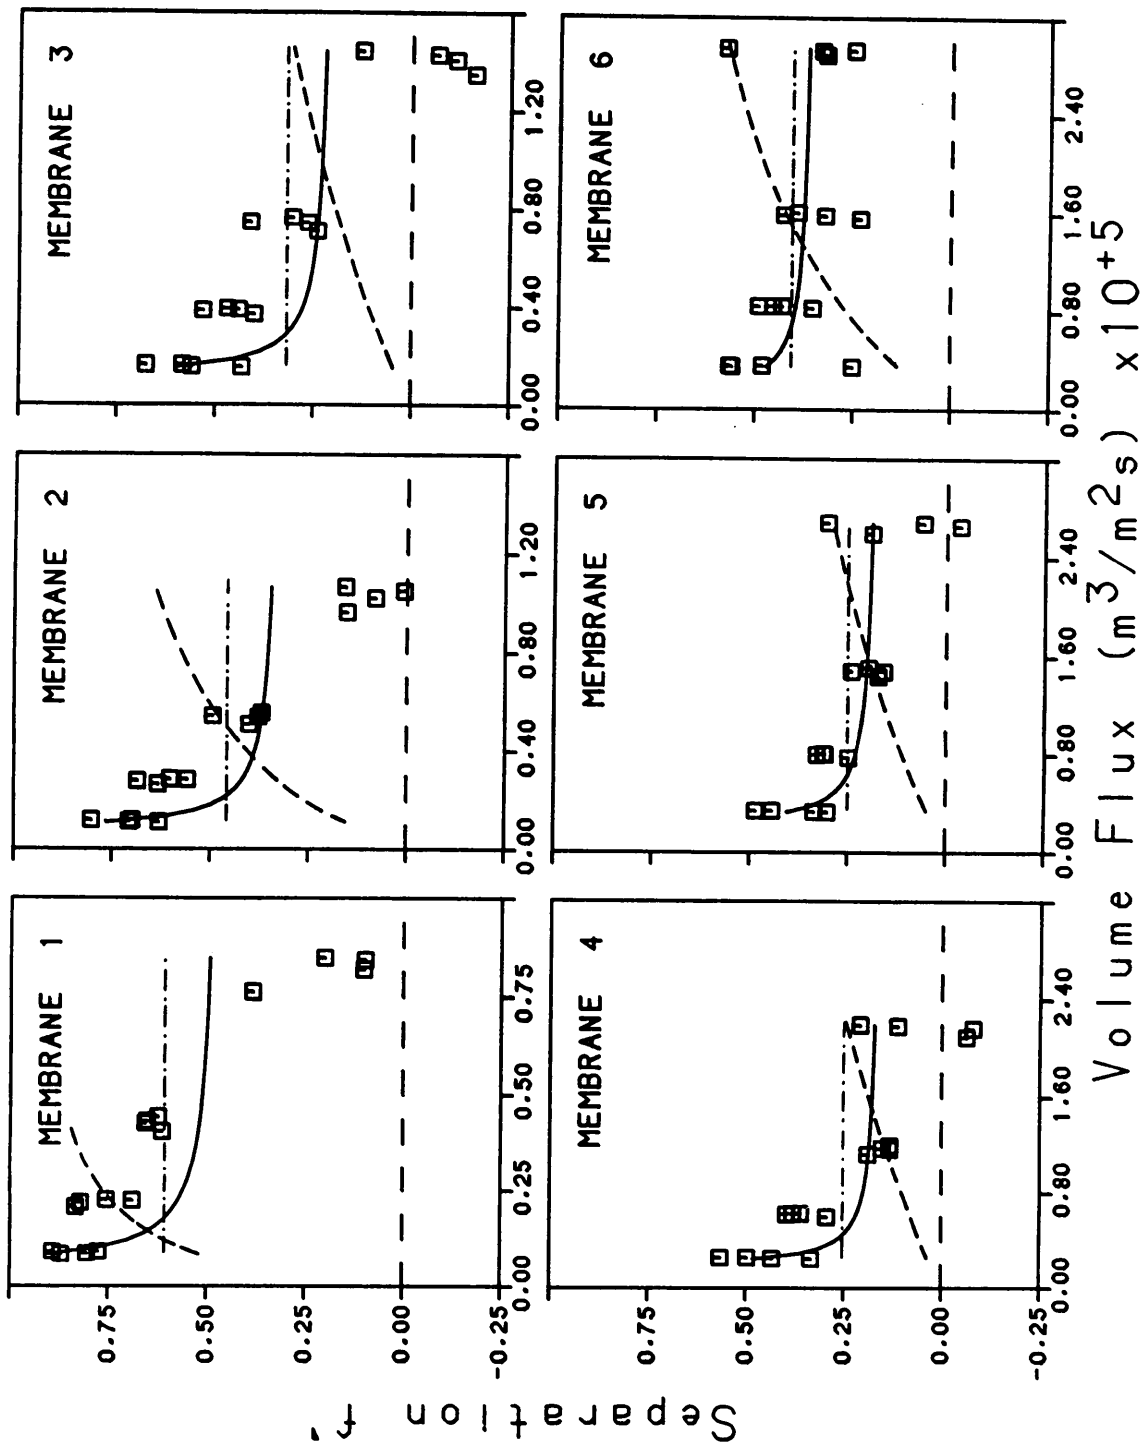 MEMBRANE 1
MEMBRANE 2
MEMBRANE 3
0.75
0.50
0.25
0.00
-0.25
0.00 0.25 0.50 0.75
0.00 0.40 0.80 1.20
0.00 0.40 0.80 1.20
MEMBRANE 4
MEMBRANE 5
MEMBRANE 6
0.75
0.50
0.25
0.00
-0.25
0.00 0.80 1.60 2.40
0.00 0.80 1.60 2.40
0.00 0.80 1.60 2.40
Separation f'
Volume Flux (m3/m2s) x10+5